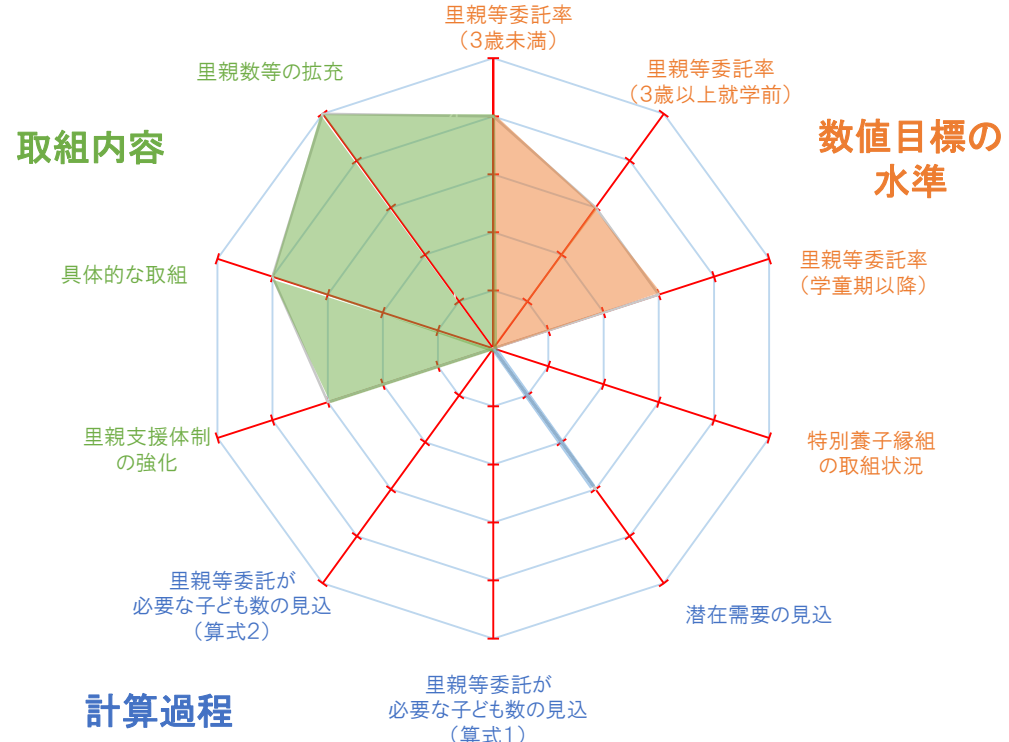 里親等委託率
（3歳未満）
里親数等の拡充
里親等委託率
（3歳以上就学前）
取組内容
数値目標の
水準
具体的な取組
里親等委託率
（学童期以降）
里親支援体制
の強化
特別養子縁組
の取組状況
里親等委託が
必要な子ども数の見込
（算式2）
潜在需要の見込
里親等委託が
必要な子ども数の見込
（算式1）
計算過程